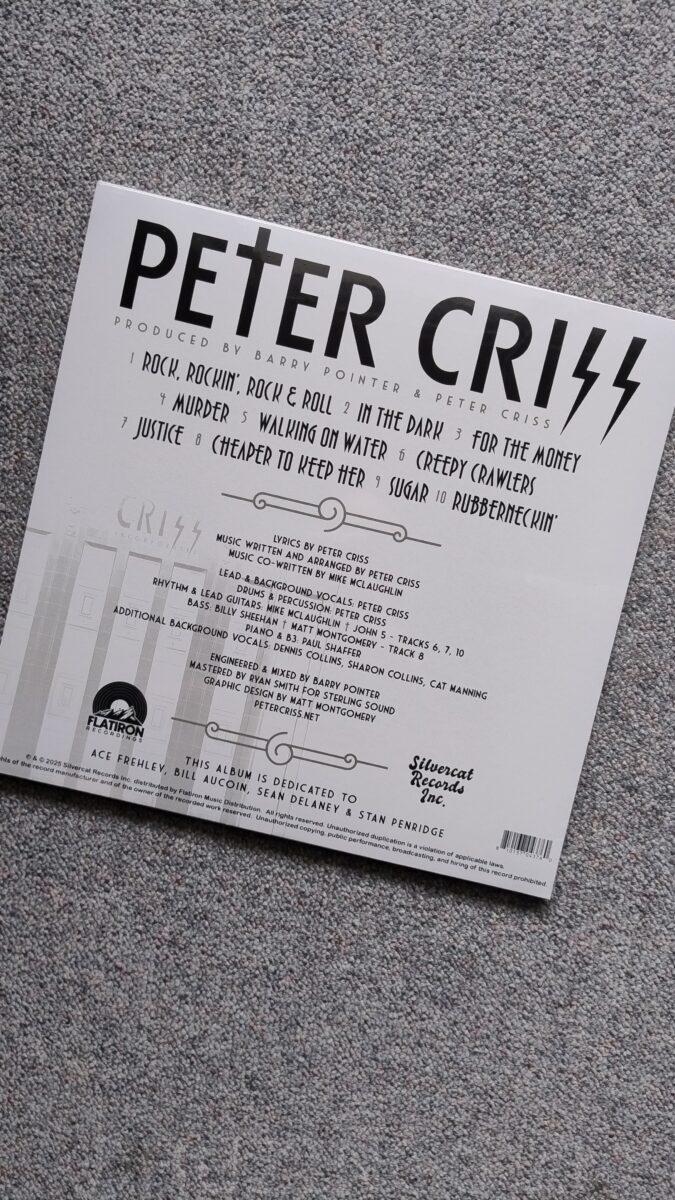 PETER CRISS
PRODUCED BY BARRY POINTER & PETER CRISS
1 ROCK, ROCKIN', ROCK & ROLL 2 IN THE DARK 3 FOR THE MONEY
4 MURDER 5 WALKING ON WATER 6 CREEPY CRAWLERS
7 JUSTICE 8 CHEAPER TO KEEP HER 9 SUGAR 10 RUBBERNECKIN'
CRISS
LYRICS BY PETER CRISS
MUSIC WRITTEN AND ARRANGED BY PETER CRISS
MUSIC CO-WRITTEN BY MIKE MCLAUGHLIN
LEAD & BACKGROUND VOCALS: PETER CRISS
DRUMS & PERCUSSION: PETER CRISS
RHYTHM & LEAD GUITARS: MIKE MCLAUGHLIN † JOHN 5 - TRACKS 6, 7, 10
BASS: BILLY SHEEHAN † MATT MONTGOMERY - TRACK 8
PIANO & B3: PAUL SHAFFER
ADDITIONAL BACKGROUND VOCALS: DENNIS COLLINS, SHARON COLLINS, CAT MANNING
ENGINEERED & MIXED BY BARRY POINTER
MASTERED BY RYAN SMITH FOR STERLING SOUND
GRAPHIC DESIGN BY MATT MONTGOMERY
PETERCRISS.NET
FLATIRON
RECORDINGS
Silvercat
Records
Inc.
THIS ALBUM IS DEDICATED TO
ACE FREHLEY, BILL AUCOIN, SEAN DELANEY & STAN PENRIDGE
℗ & © 2025 Silvercat Records Inc. distributed by Flatiron Music Distribution. All rights reserved. Unauthorized duplication is a violation of applicable laws.
of the record manufacturer and of the owner of the recorded work reserved. Unauthorized copying, public performance, broadcasting, and hiring of this record prohibited.